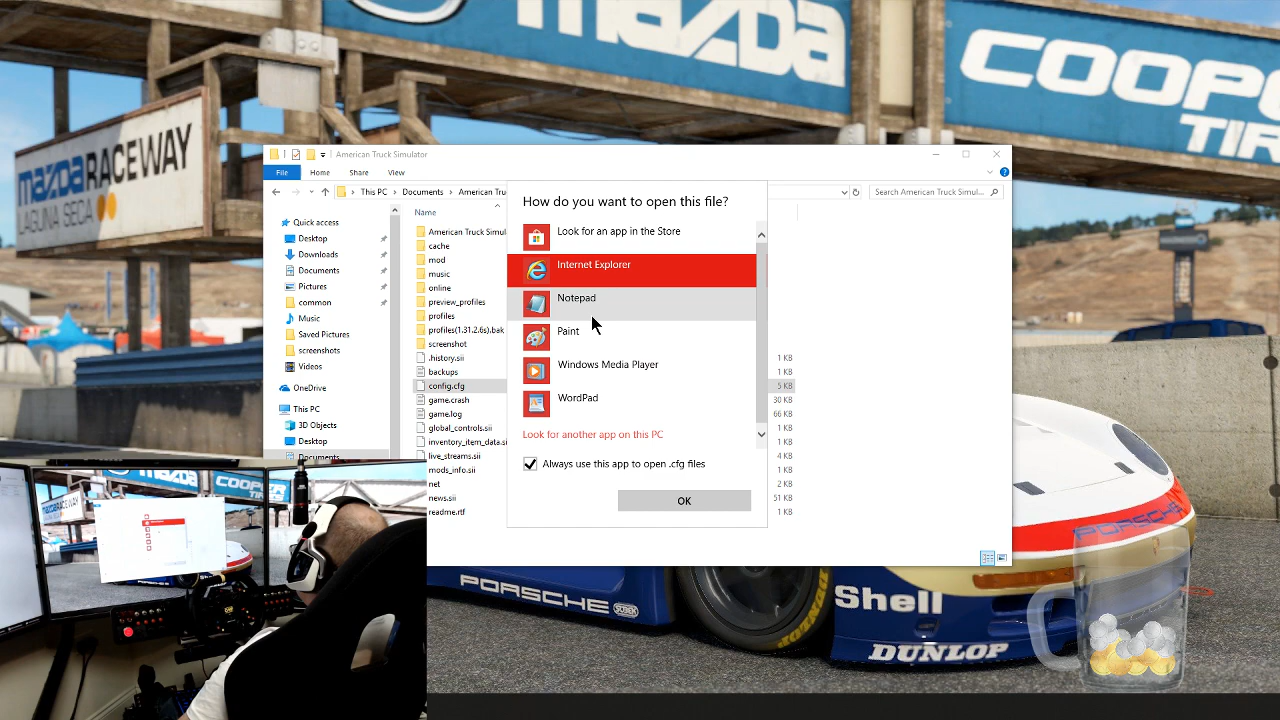 mazda
COOPE
TIR
mazda RACEWAY
LAGUNA SECA
American Truck Simulator
File
Home
Share
View
This PC
Documents
American Tru
Search American Truck Simul...
Name
Quick access
Desktop
Downloads
Documents
Pictures
common
Music
Saved Pictures
screenshots
Videos
OneDrive
This PC
3D Objects
Desktop
Documents
American Truck Simul
cache
mod
music
online
preview_profiles
profiles
profiles(1.31.2.6s).bak
screenshot
.history.sii
backups
config.cfg
game.crash
game.log
global_controls.sii
inventory_item_data.s
live_streams.sii
mods_info.sii
net
news.sii
readme.rtf
1 KB
1 KB
5 KB
30 KB
66 KB
1 KB
1 KB
4 KB
1 KB
2 KB
51 KB
1 KB
How do you want to open this file?
Look for an app in the Store
Internet Explorer
Notepad
Paint
Windows Media Player
WordPad
Look for another app on this PC
Always use this app to open .cfg files
OK
PORSCHE
PORSCHE
Shell
DUNLOP
COOPER
TIRES